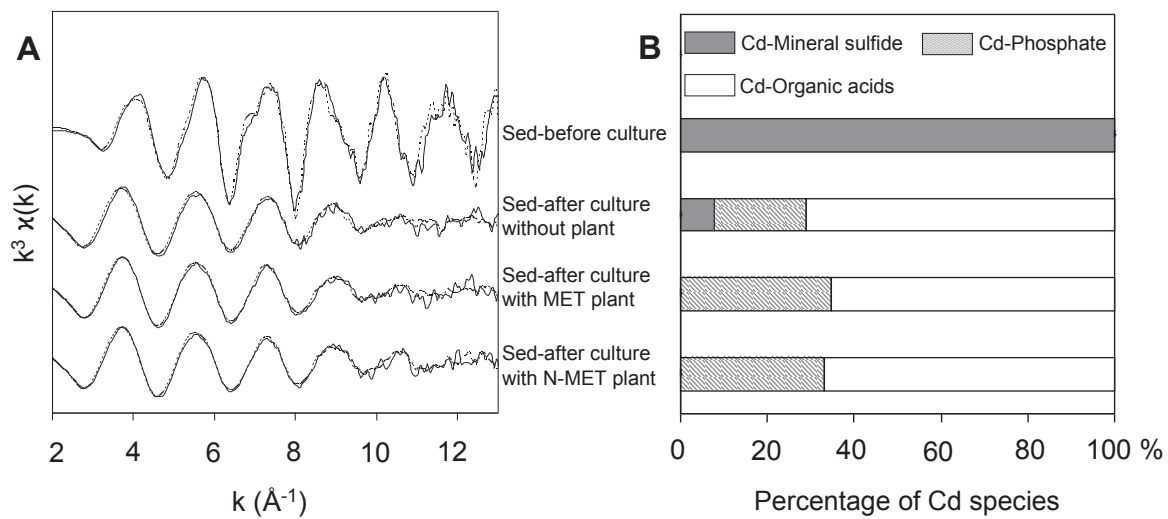 A
k³ χ(k)
Sed-before culture
Sed-after culture
without plant
Sed-after culture
with MET plant
Sed-after culture
with N-MET plant
2 4 6 8 10 12
k (Å⁻¹)
B
Cd-Mineral sulfide
Cd-Phosphate
Cd-Organic acids
0 20 40 60 80 100 %
Percentage of Cd species